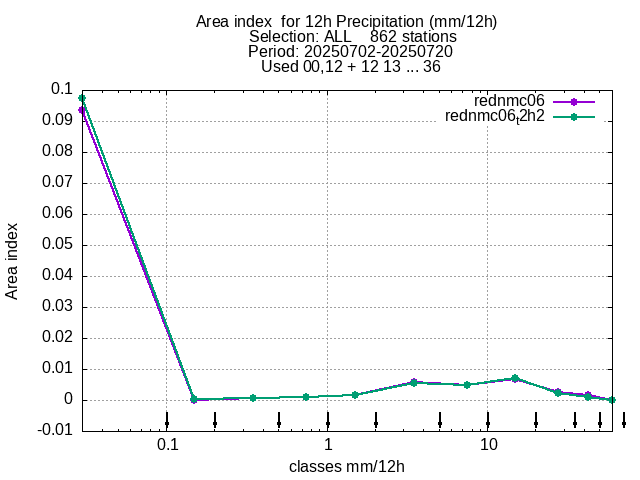 Area index  for 12h Precipitation (mm/12h)
Selection: ALL    862 stations
Period: 20250702-20250720
Used 00,12 + 12 13 ... 36
rednmc06
rednmc06t2h2
0.1
0.09
0.08
0.07
0.06
0.05
0.04
0.03
0.02
0.01
0
-0.01
Area index
0.1 1 10
classes mm/12h